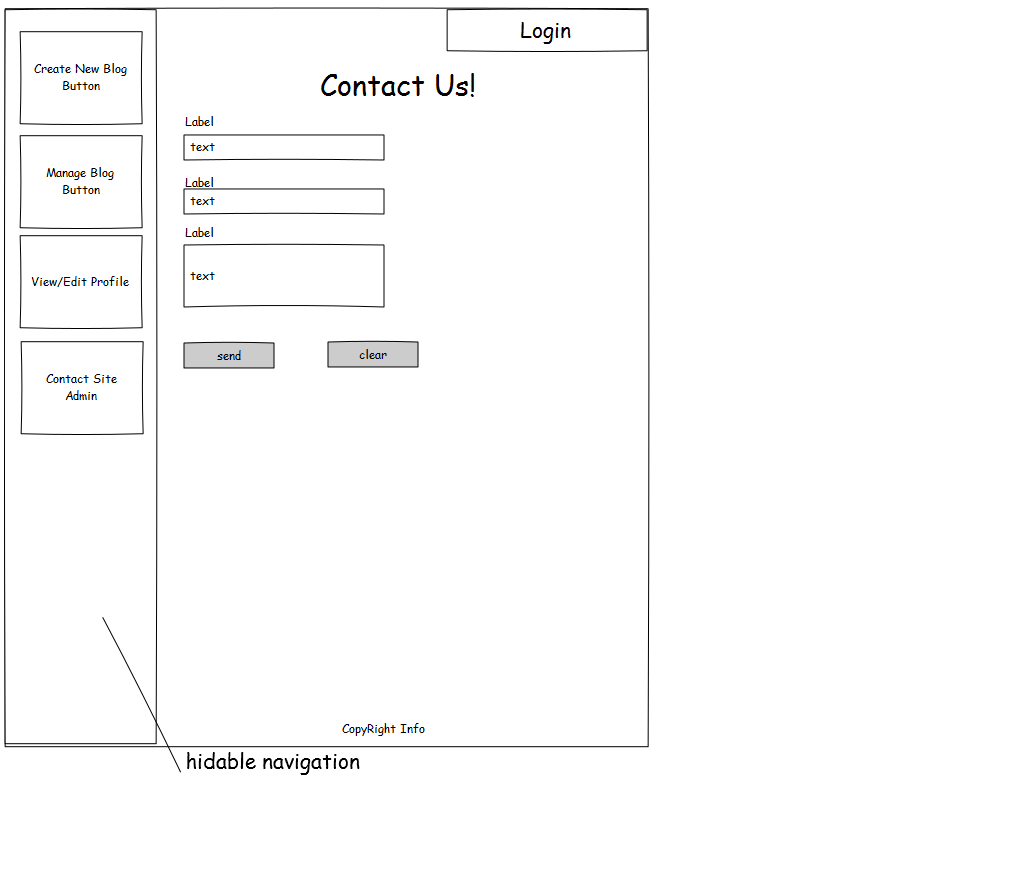 Login
Create New Blog
Button
Manage Blog
Button
View/Edit Profile
Contact Site
Admin
Contact Us!
Label
text
Label
text
Label
text
send
clear
CopyRight Info
hidable navigation